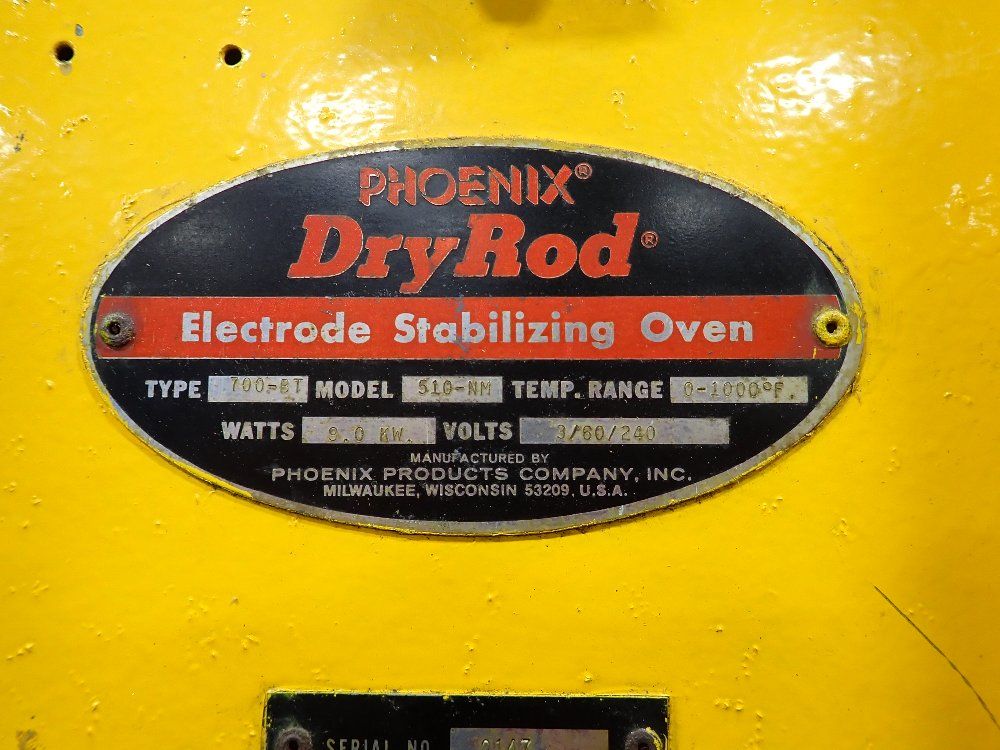 PHOENIX®
DryRod®
Electrode Stabilizing Oven
TYPE 700-BT MODEL 510-NM TEMP. RANGE 0-1000°F.
WATTS 9.0 KW. VOLTS 3/60/240
MANUFACTURED BY
PHOENIX PRODUCTS COMPANY, INC.
MILWAUKEE, WISCONSIN 53209, U.S.A.
SERIAL NO.